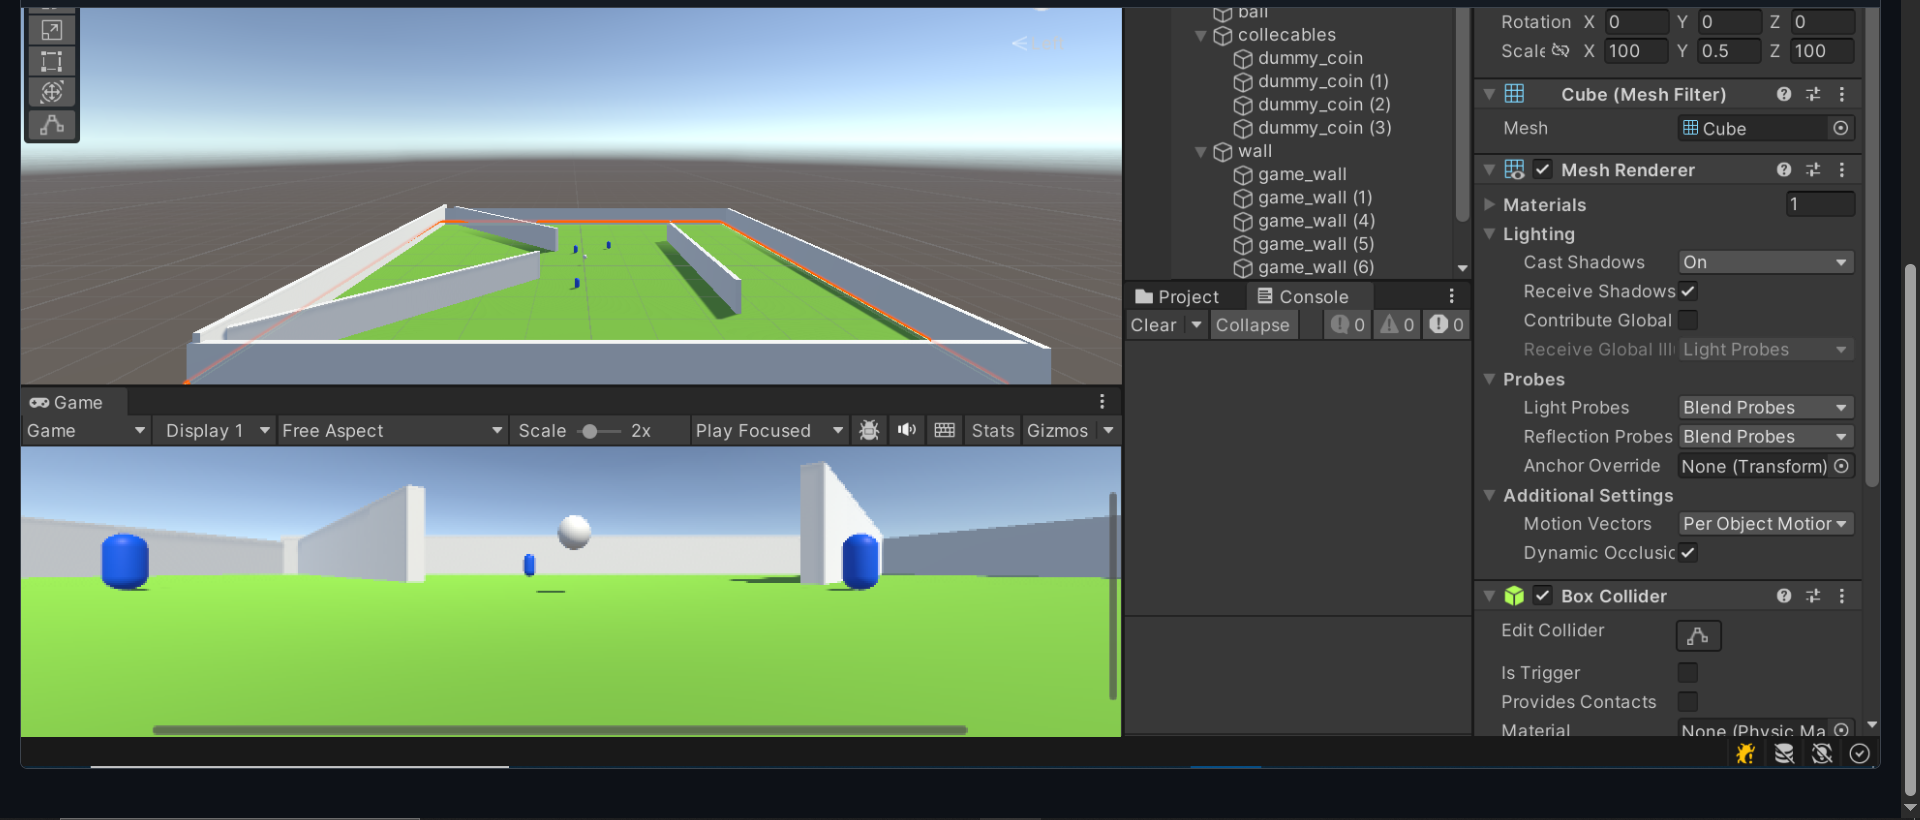 ball
collecables
dummy_coin
dummy_coin (1)
dummy_coin (2)
dummy_coin (3)
wall
game_wall
game_wall (1)
game_wall (4)
game_wall (5)
game_wall (6)
Project
Console
Clear
Collapse
0
0
0
Game
Game
Display 1
Free Aspect
Scale
2x
Play Focused
Stats
Gizmos
Rotation X 0 Y 0 Z 0
Scale X 100 Y 0.5 Z 100
Cube (Mesh Filter)
Mesh Cube
Mesh Renderer
Materials 1
Lighting
Cast Shadows On
Receive Shadows
Contribute Global
Receive Global Ill Light Probes
Probes
Light Probes Blend Probes
Reflection Probes Blend Probes
Anchor Override None (Transform)
Additional Settings
Motion Vectors Per Object Motior
Dynamic Occlusic
Box Collider
Edit Collider
Is Trigger
Provides Contacts
Material None (Physic Ma